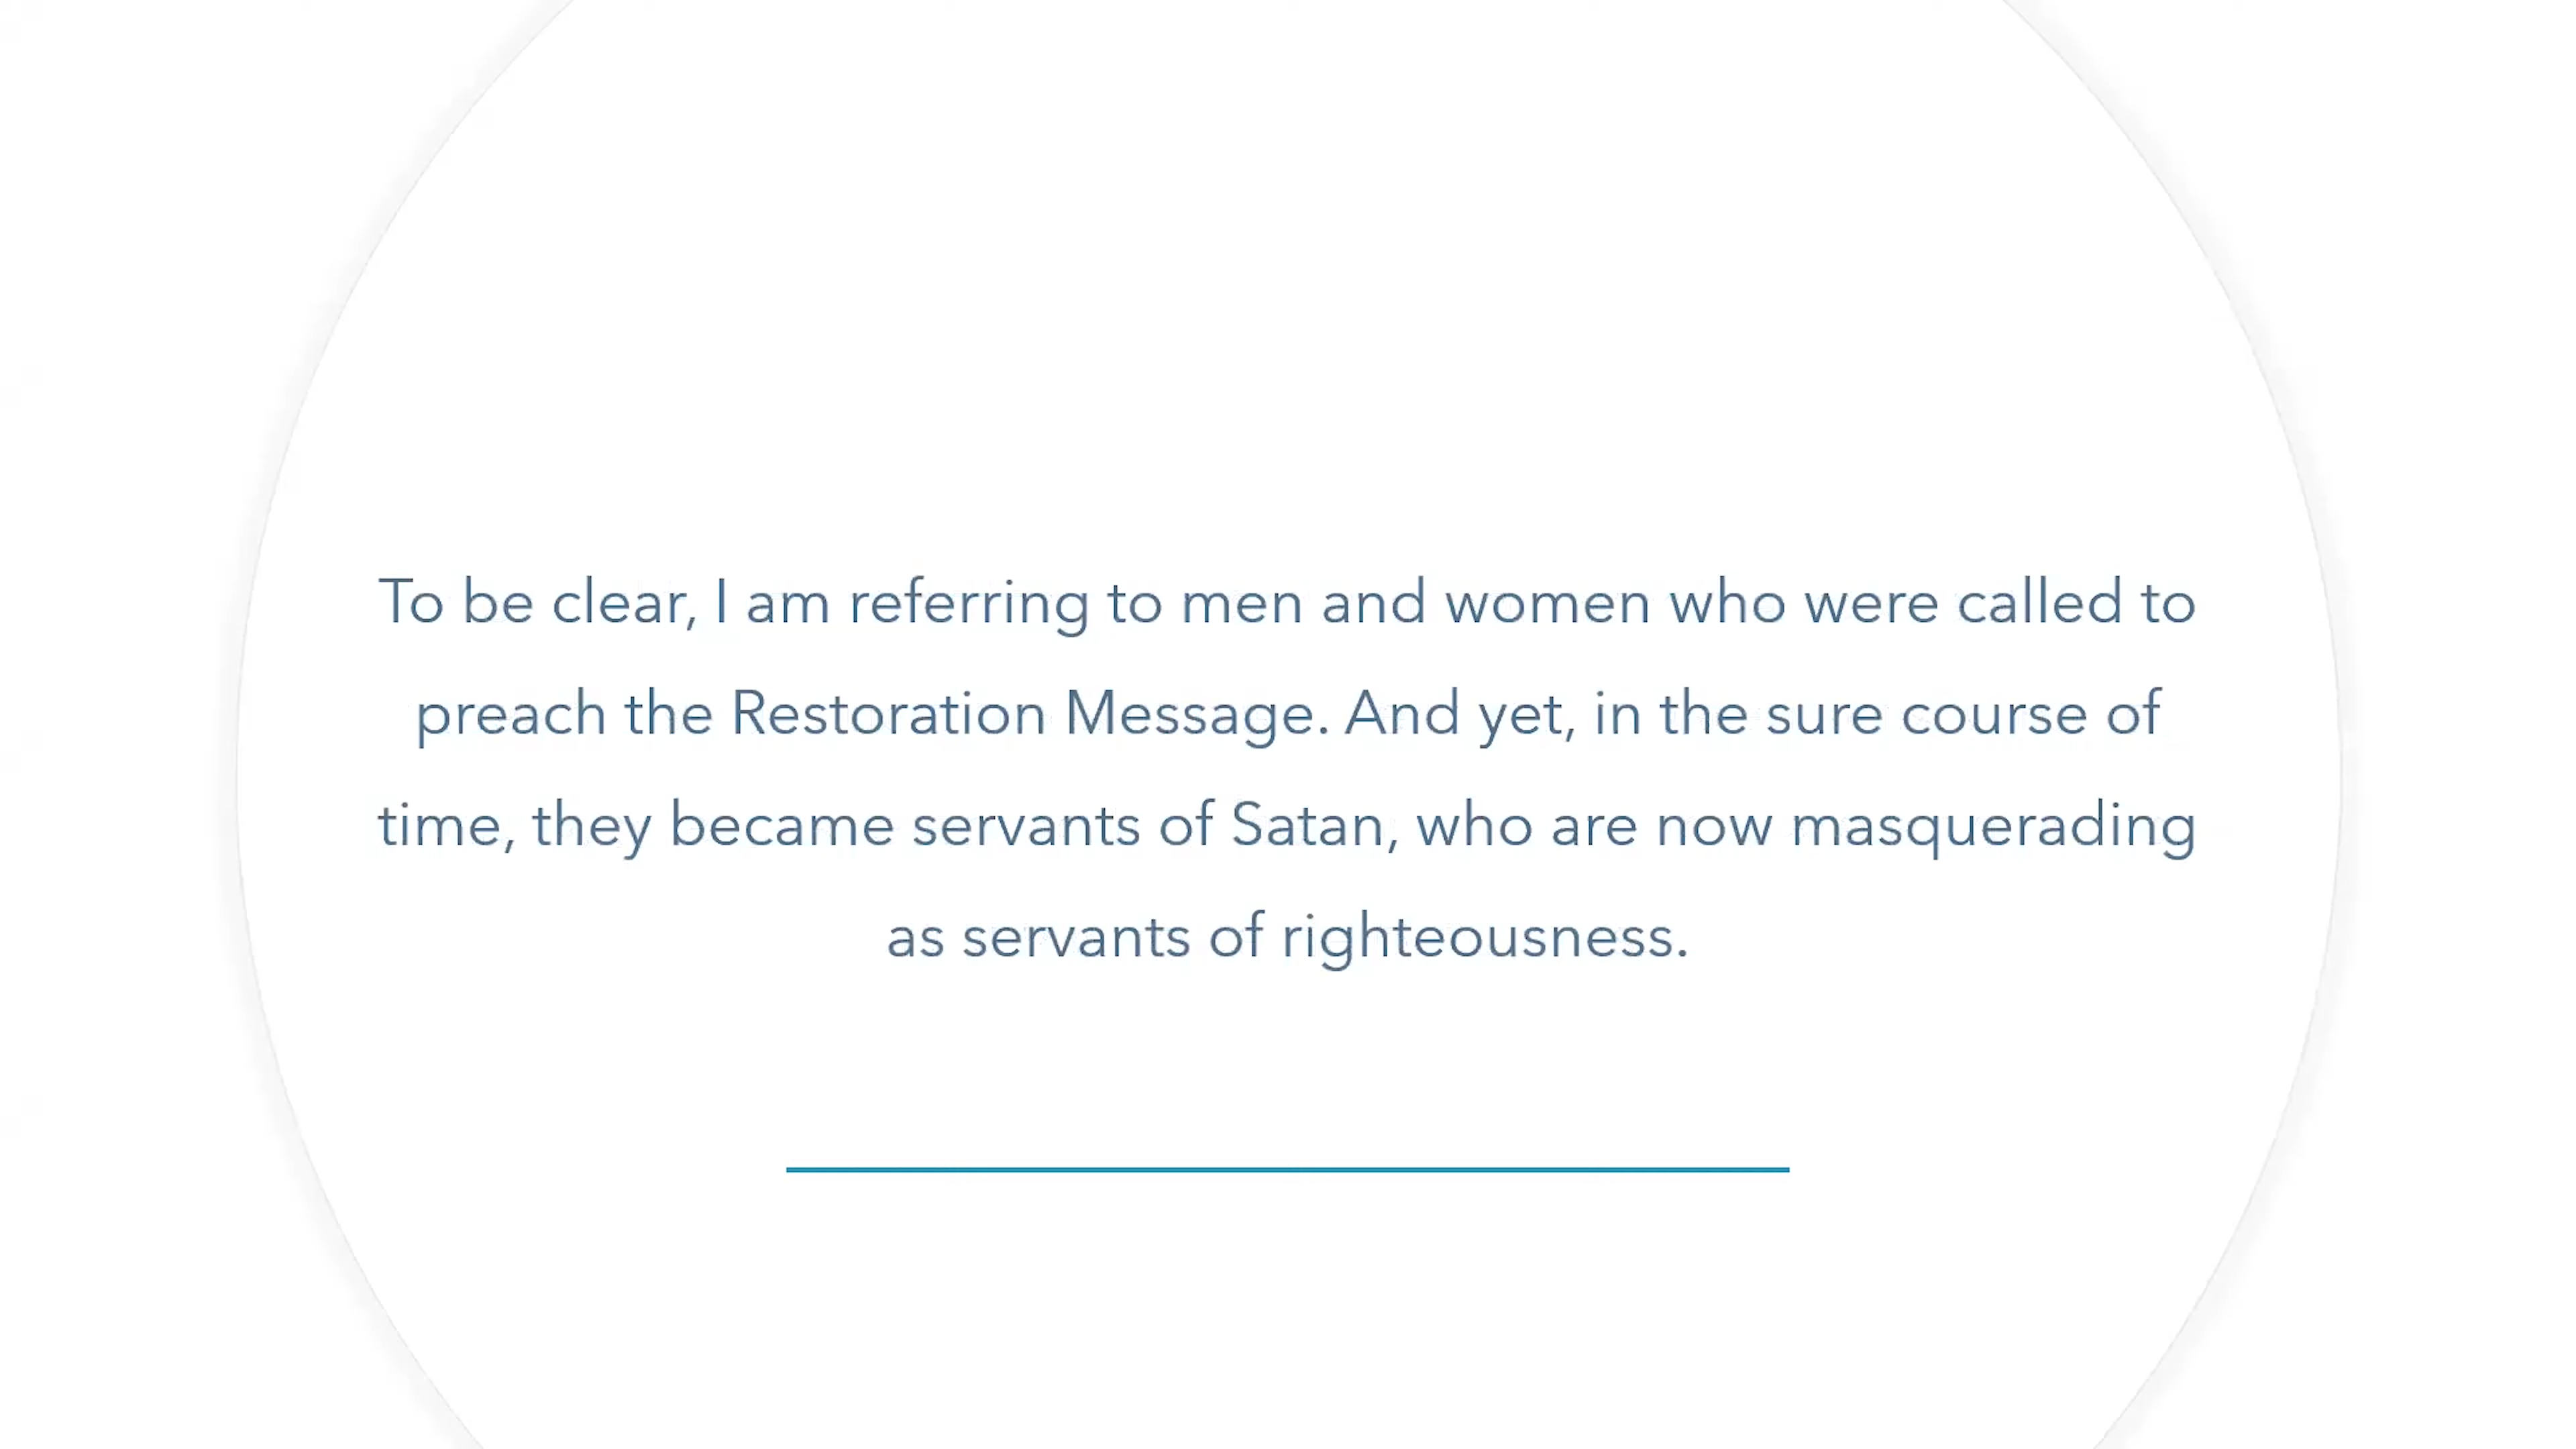 To be clear, I am referring to men and women who were called to
preach the Restoration Message. And yet, in the sure course of
time, they became servants of Satan, who are now masquerading
as servants of righteousness.